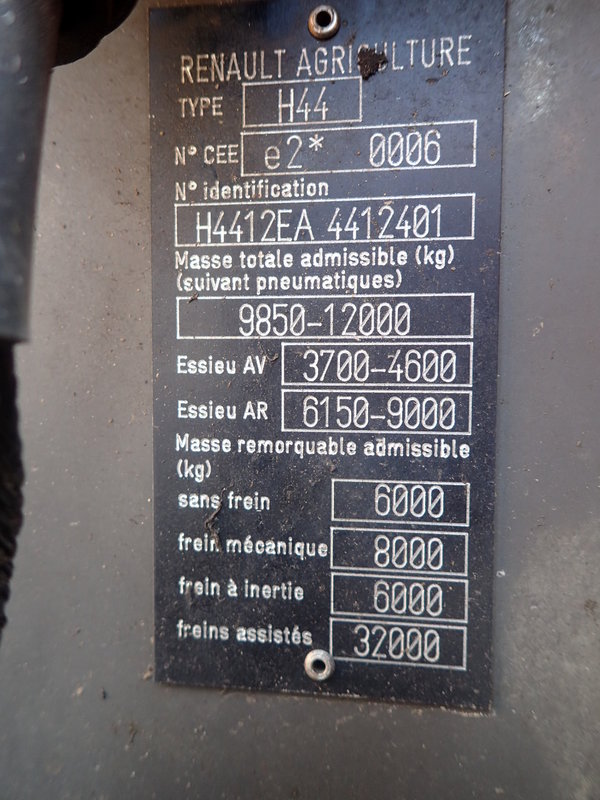 RENAULT AGRICULTURE
TYPE H44
N° CEE e2* 0006
N° identification
H4412EA 4412401
Masse totale admissible (kg)
(suivant pneumatiques)
9850-12000
Essieu AV 3700-4600
Essieu AR 6150-9000
Masse remorquable admissible
(kg)
sans frein 6000
frein mécanique 8000
frein à inertie 6000
freins assistés 32000